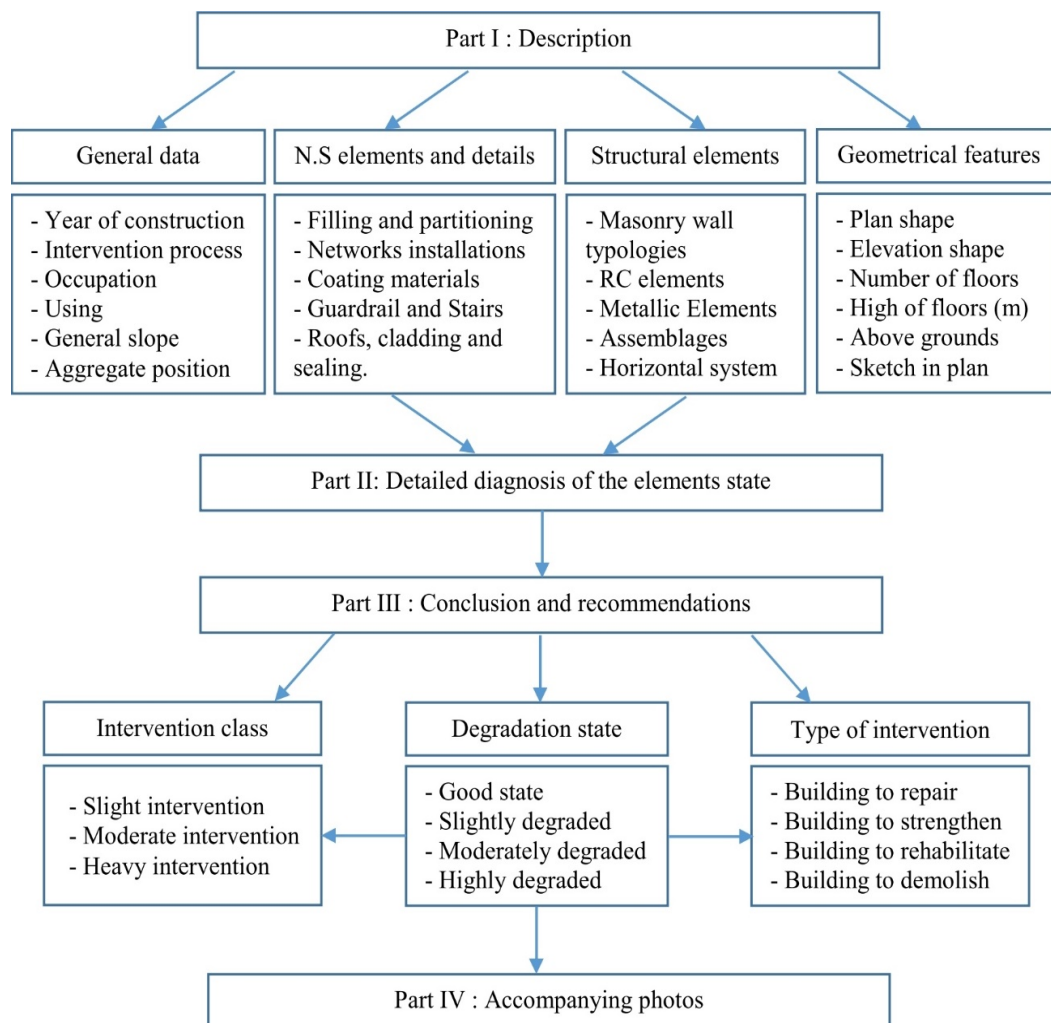 Part I : Description
General data
- Year of construction
- Intervention process
- Occupation
- Using
- General slope
- Aggregate position
N.S elements and details
- Filling and partitioning
- Networks installations
- Coating materials
- Guardrail and Stairs
- Roofs, cladding and
sealing.
Structural elements
- Masonry wall
typologies
- RC elements
- Metallic Elements
- Assemblages
- Horizontal system
Geometrical features
- Plan shape
- Elevation shape
- Number of floors
- High of floors (m)
- Above grounds
- Sketch in plan
Part II: Detailed diagnosis of the elements state
Part III : Conclusion and recommendations
Intervention class
- Slight intervention
- Moderate intervention
- Heavy intervention
Degradation state
- Good state
- Slightly degraded
- Moderately degraded
- Highly degraded
Type of intervention
- Building to repair
- Building to strengthen
- Building to rehabilitate
- Building to demolish
Part IV : Accompanying photos